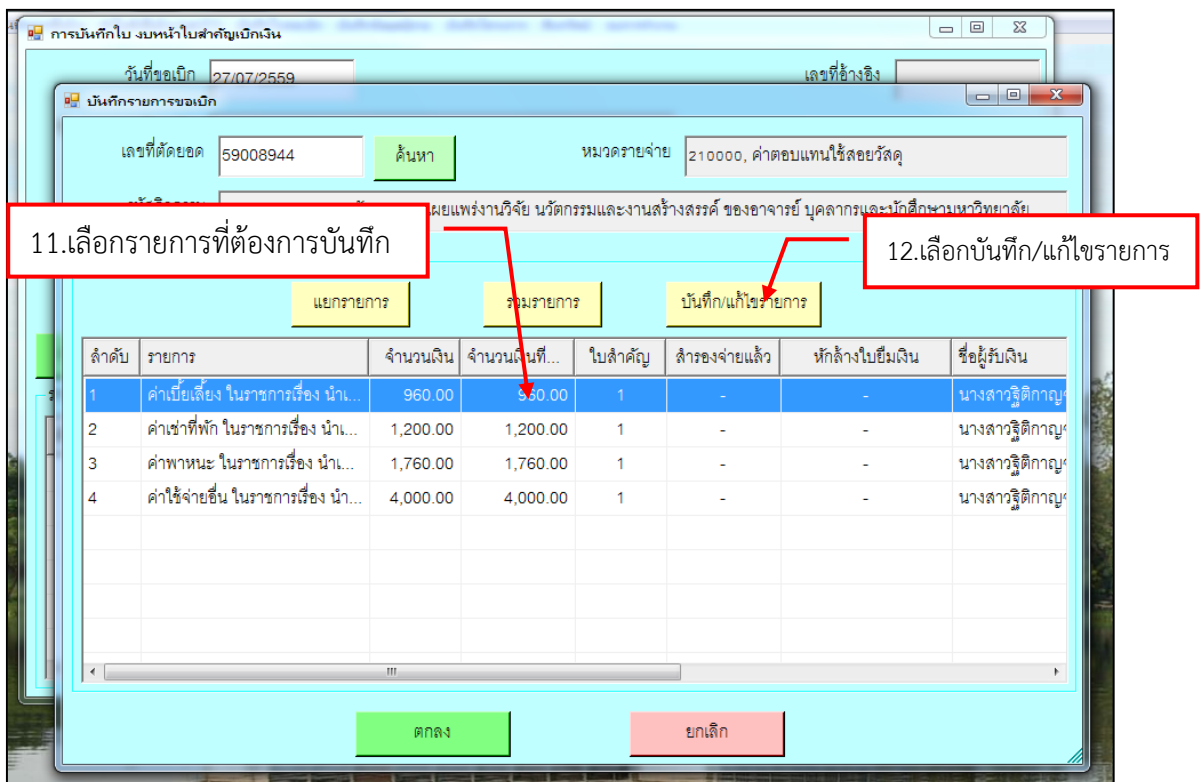 การบันทึกใบ งบหน้าใบสำคัญเบิกเงิน
วันที่ขอเบิก 27/07/2559 เลขที่อ้างอิง
บันทึกรายการขอเบิก
เลขที่ตัดยอด 59008944 ค้นหา หมวดรายจ่าย 210000, ค่าตอบแทนใช้สอยวัสดุ
เผยแพร่งานวิจัย นวัตกรรมและงานสร้างสรรค์ ของอาจารย์ บุคลากรและนักศึกษามหาวิทยาลัย
11.เลือกรายการที่ต้องการบันทึก
12.เลือกบันทึก/แก้ไขรายการ
แยกรายการ รวมรายการ บันทึก/แก้ไขรายการ
ลำดับ รายการ จำนวนเงิน จำนวนเงินที่... ใบสำคัญ สำรองจ่ายแล้ว หักล้างใบยืมเงิน ชื่อผู้รับเงิน
1 ค่าเบี้ยเลี้ยง ในราชการเรื่อง นำเ... 960.00 960.00 1 - - นางสาวฐิติกาญ
2 ค่าเช่าที่พัก ในราชการเรื่อง นำเ... 1,200.00 1,200.00 1 - - นางสาวฐิติกาญ
3 ค่าพาหนะ ในราชการเรื่อง นำเ... 1,760.00 1,760.00 1 - - นางสาวฐิติกาญ
4 ค่าใช้จ่ายอื่น ในราชการเรื่อง นำ... 4,000.00 4,000.00 1 - - นางสาวฐิติกาญ
ตกลง ยกเลิก